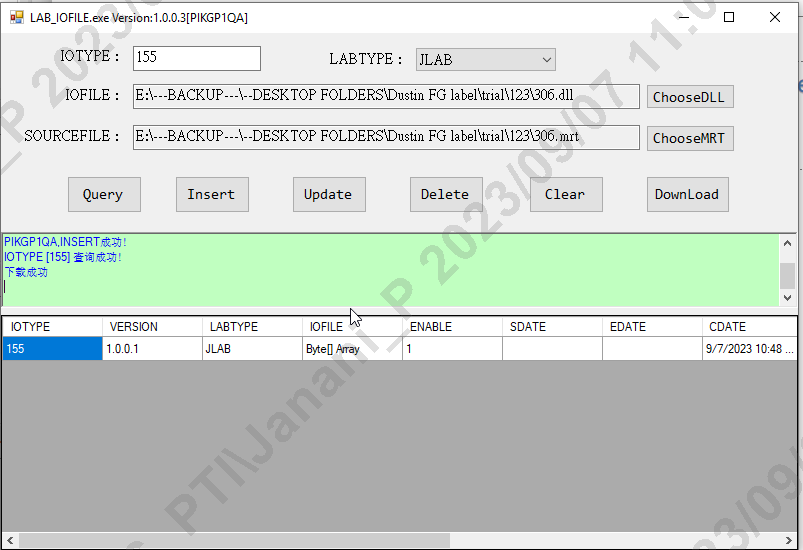 LAB_IOFILE.exe Version:1.0.0.3[PIKGP1QA]
IOTYPE : 155 LABTYPE : JLAB
IOFILE : E:\---BACKUP---\--DESKTOP FOLDERS\Dustin FG label\trial\123\306.dll ChooseDLL
SOURCEFILE : E:\---BACKUP---\--DESKTOP FOLDERS\Dustin FG label\trial\123\306.mrt ChooseMRT
Query Insert Update Delete Clear DownLoad
PIKGP1QA,INSERT成功!
IOTYPE [155] 查询成功!
下载成功
IOTYPE VERSION LABTYPE IOFILE ENABLE SDATE EDATE CDATE
155 1.0.0.1 JLAB Byte[] Array 1 9/7/2023 10:48 ...
PTI\Janani_P 2023/09/07 11:0
_P 2023/
2023/09/